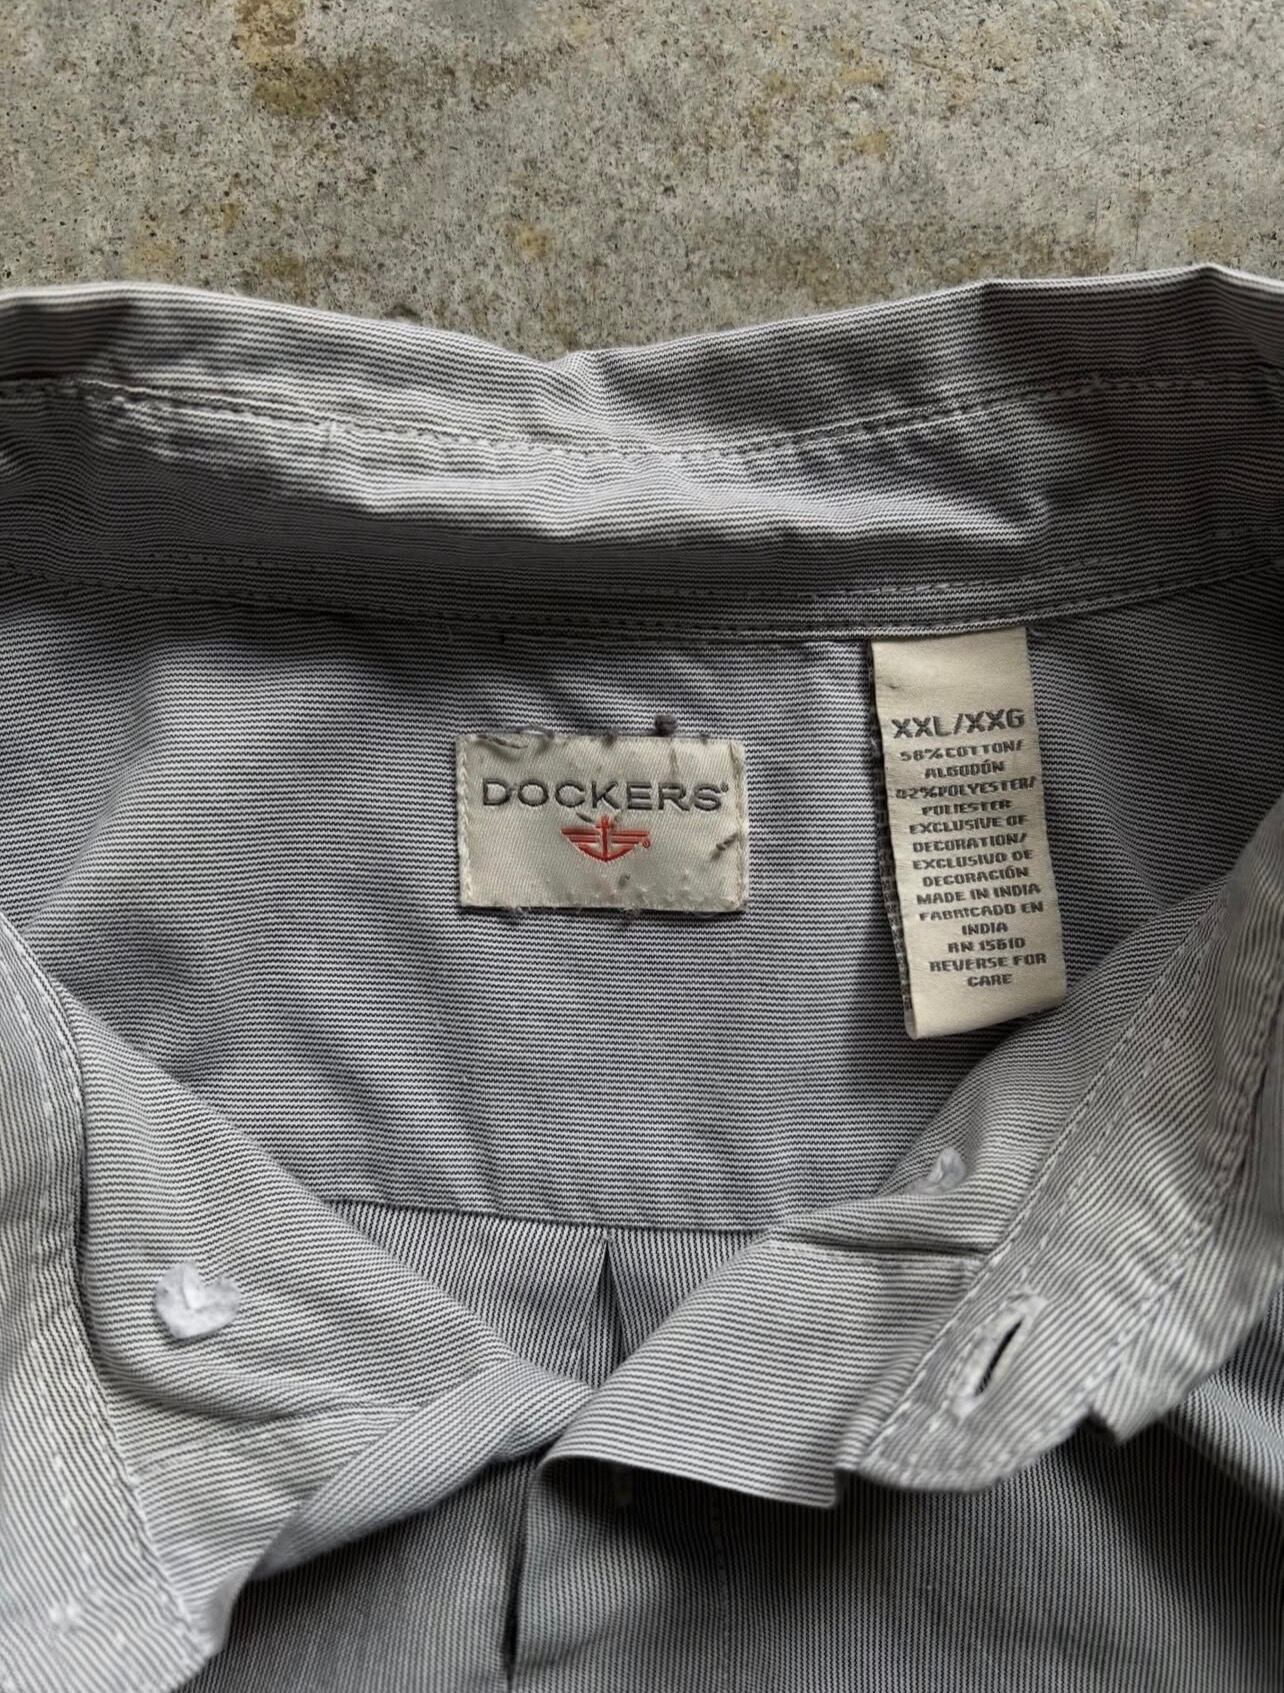 DOCKERS®
XXL/XXG
58% COTTON/
ALGODÓN
42% POLYESTER/
POLIESTER
EXCLUSIVE OF
DECORATION/
EXCLUSIVO DE
DECORACIÓN
MADE IN INDIA
FABRICADO EN
INDIA
RN 15610
REVERSE FOR
CARE